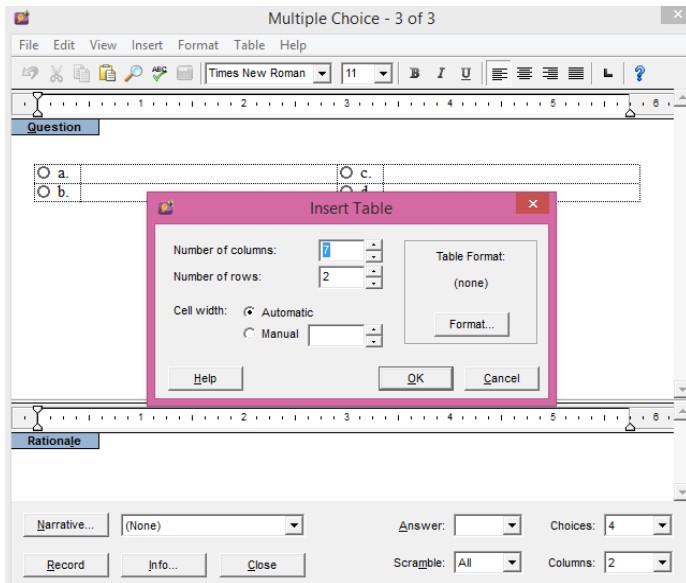 Multiple Choice - 3 of 3
File Edit View Insert Format Table Help
ABC Times New Roman 11 B I U L ?
1 2 3 4 5 6
Question
a. c.
b. d.
Insert Table
Number of columns: 7
Number of rows: 2
Cell width: Automatic
Manual
Table Format:
(none)
Format...
Help OK Cancel
1 2 3 4 5 6
Rationale
Narrative... (None) Answer: Choices: 4
Record Info... Close Scramble: All Columns: 2